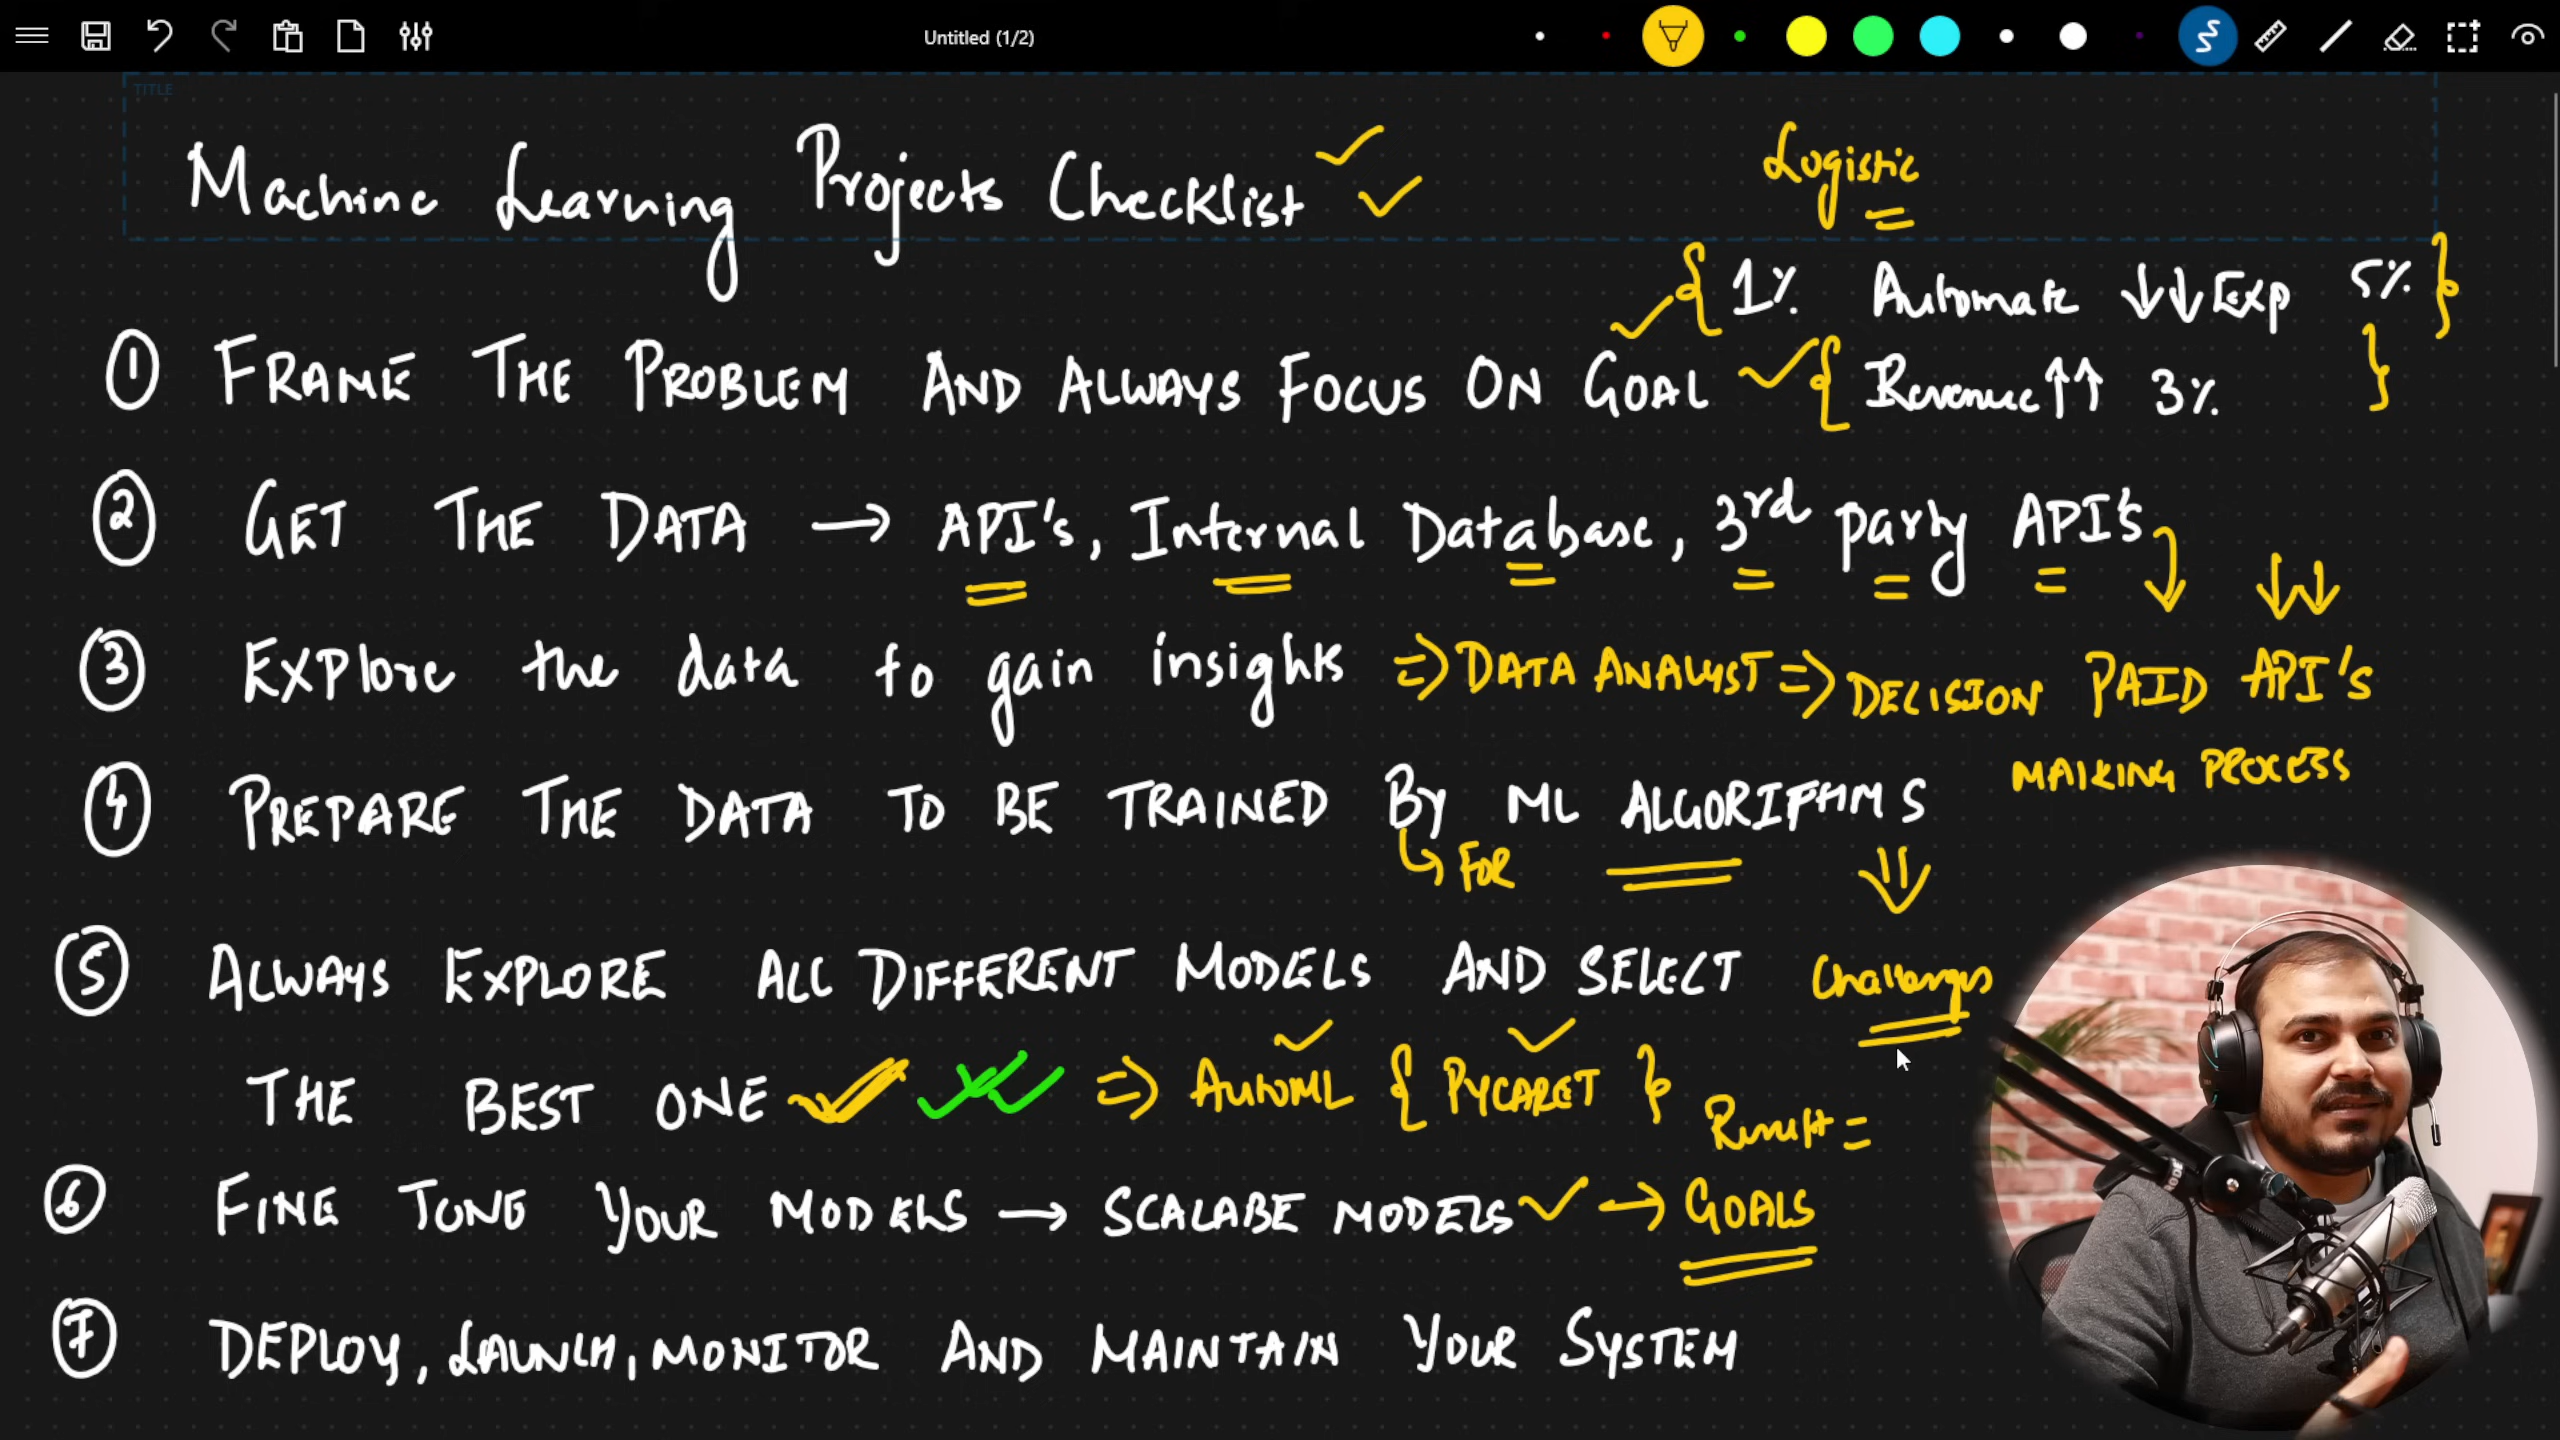 Untitled (1/2)
TITLE
Machine Learning Projects Checklist
Logistic
1% Automate ↓↓ Exp 5%
① FRAME THE PROBLEM AND ALWAYS FOCUS ON GOAL { Revenue ↑↑ 3% }
② GET THE DATA → API's, Internal Database, 3rd party API's
③ EXPlore the data to gain insights => DATA ANALYST => DECISION PAID API's
MAIKING PROCESS
④ PREPARE THE DATA TO BE TRAINED By ML ALGORIFHMS
↳ FOR
⑤ ALWAYS EXPLORE ALL DIFFERENT MODELS AND SELECT Challenges
THE BEST ONE => AutoML { PYCARET }
⑥ FINE TUNG YOUR MODELS → SCALABE MODELS → GOALS
⑦ DEPLOY, LAUNCH, MONITOR AND MAINTAIN YOUR SYSTEM